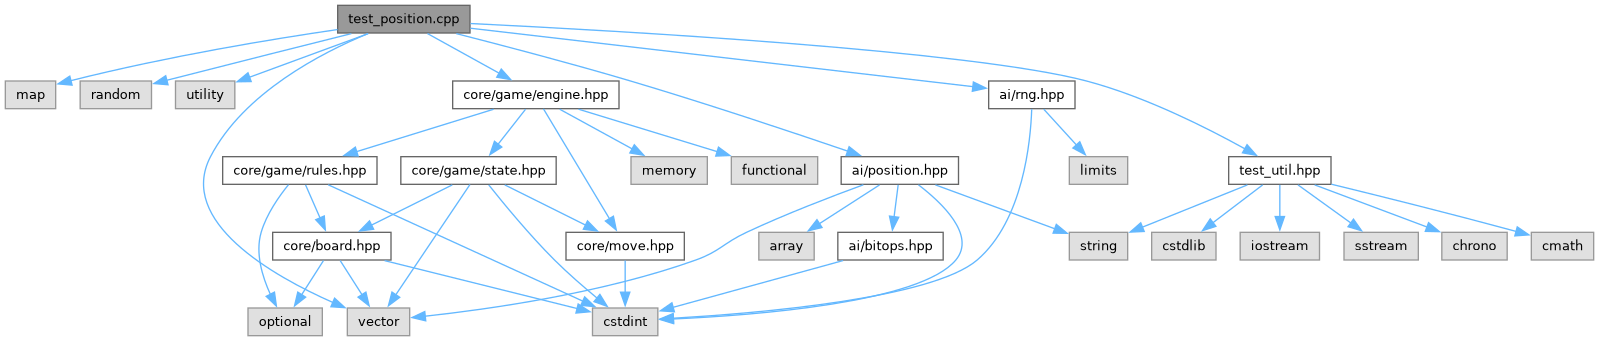 test_position.cpp
map
random
utility
core/game/engine.hpp
ai/rng.hpp
core/game/rules.hpp
core/game/state.hpp
memory
functional
ai/position.hpp
limits
test_util.hpp
core/board.hpp
core/move.hpp
array
ai/bitops.hpp
string
cstdlib
iostream
sstream
chrono
cmath
optional
vector
cstdint